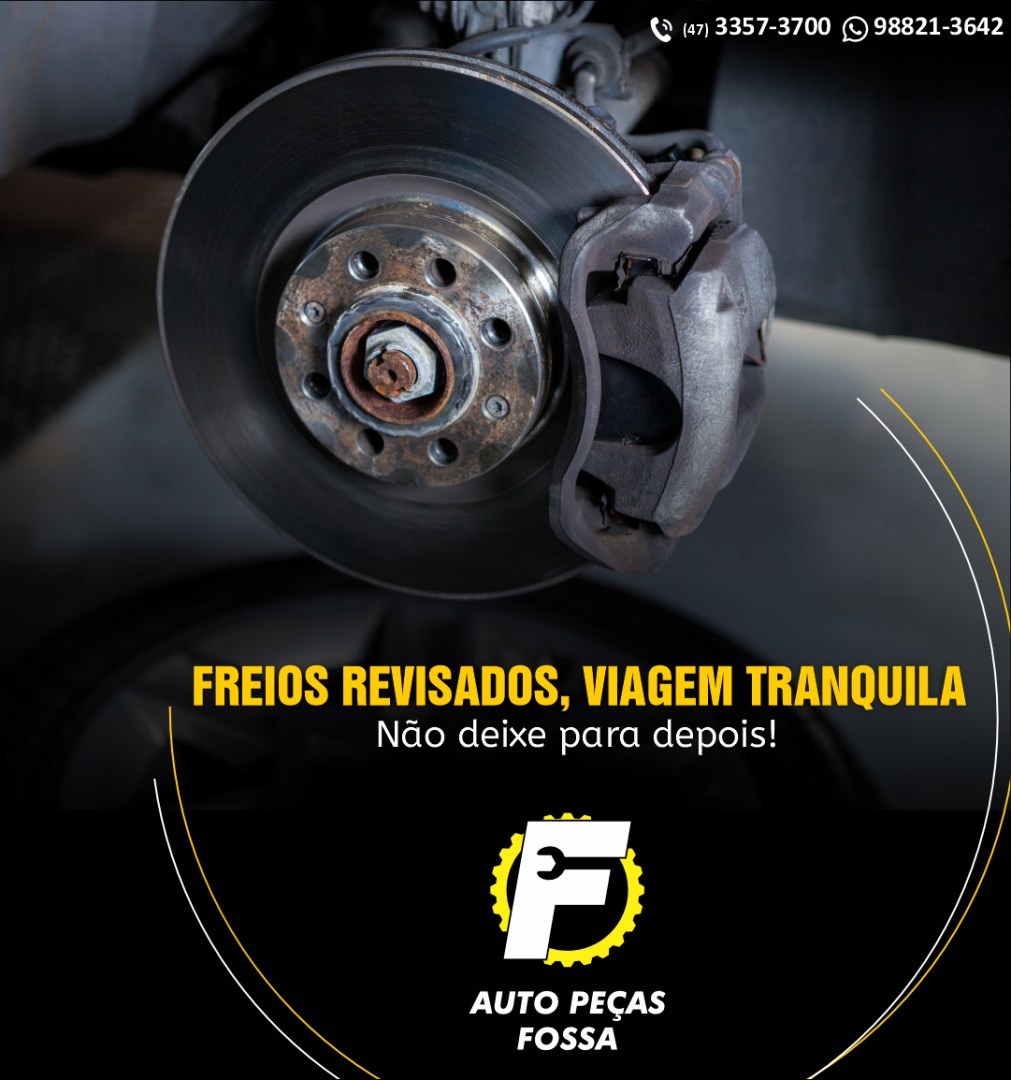 (47) 3357-3700 98821-3642
FREIOS REVISADOS, VIAGEM TRANQUILA
Não deixe para depois!
F
AUTO PEÇAS
FOSSA